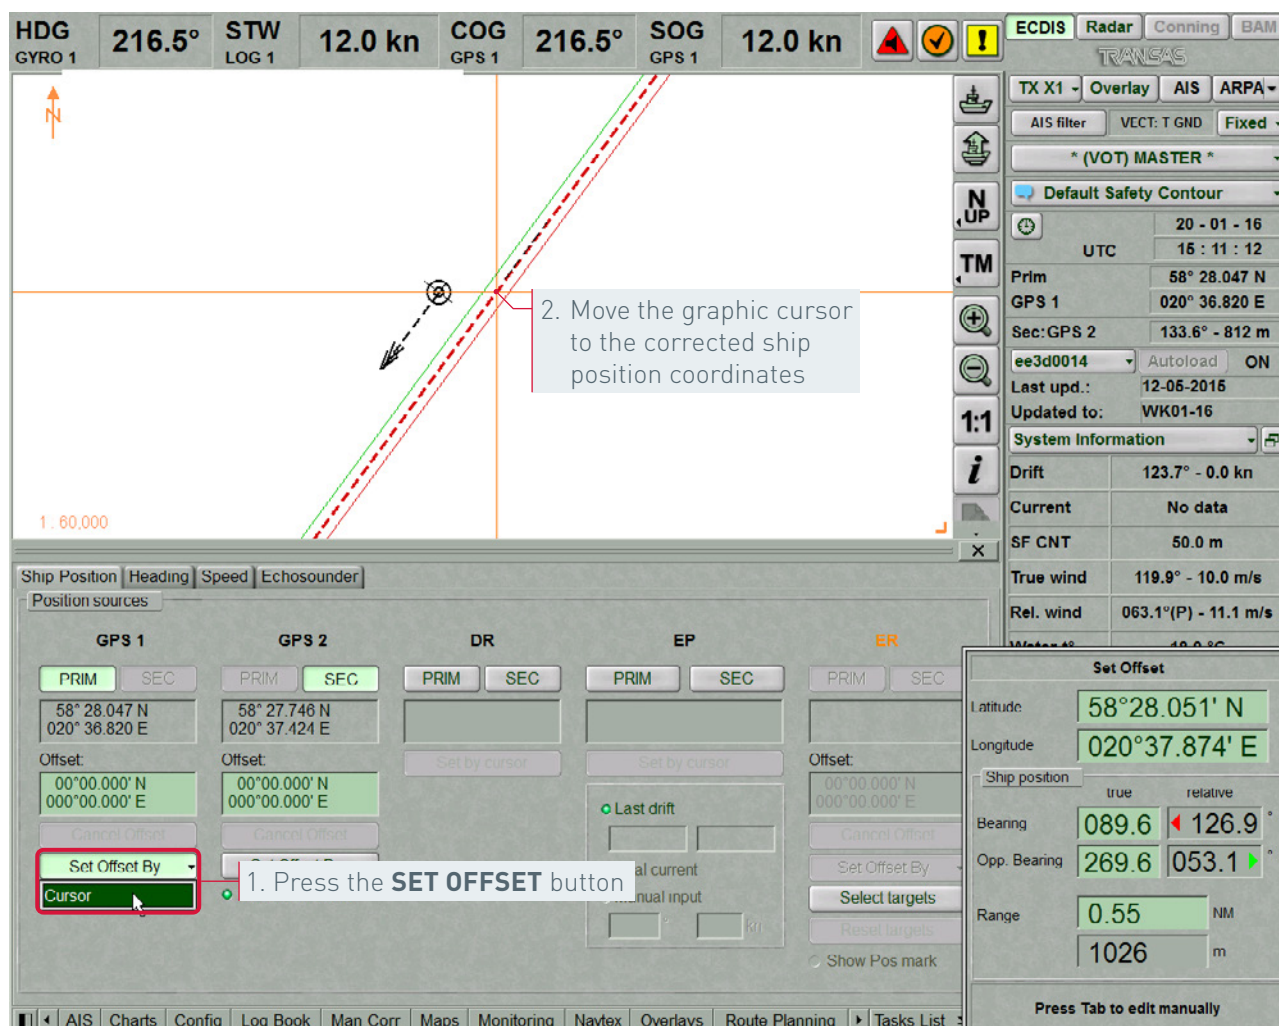 HDG 216.5° STW 12.0 kn COG 216.5° SOG 12.0 kn
GYRO 1 LOG 1 GPS 1 GPS 1
ECDIS Radar Conning BAM
TRANSAS
TX X1 Overlay AIS ARPA
AIS filter VECT: T GND Fixed
* (VOT) MASTER *
Default Safety Contour
20 - 01 - 16
UTC 15 : 11 : 12
Prim 58° 28.047 N
GPS 1 020° 36.820 E
Sec:GPS 2 133.6° - 812 m
ee3d0014 Autoload ON
Last upd.: 12-05-2015
Updated to: WK01-16
System Information
Drift 123.7° - 0.0 kn
Current No data
SF CNT 50.0 m
True wind 119.9° - 10.0 m/s
Rel. wind 063.1°(P) - 11.1 m/s
N
N
UP
TM
1:1
i
2. Move the graphic cursor
to the corrected ship
position coordinates
1 : 60,000
Ship Position Heading Speed Echosounder
Position sources
GPS 1 GPS 2 DR EP ER
PRIM SEC PRIM SEC PRIM SEC PRIM SEC PRIM SEC
58° 28.047 N 58° 27.746 N
020° 36.820 E 020° 37.424 E
Offset: Offset: Set by cursor Set by cursor Offset:
00°00.000' N 00°00.000' N 00°00.000' N
000°00.000' E 000°00.000' E 000°00.000' E
Last drift
Cancel Offset Cancel Offset Cancel Offset
Set Offset By Set Offset By
Cursor
1. Press the SET OFFSET button
Select targets
Reset targets
kn
Show Pos mark
Set Offset
Latitude 58°28.051' N
Longitude 020°37.874' E
Ship position
true relative
Bearing 089.6 126.9 °
Opp. Bearing 269.6 053.1 °
Range 0.55 NM
1026 m
Press Tab to edit manually
AIS Charts Config Log Book Man Corr Maps Monitoring Navtex Overlays Route Planning Tasks List